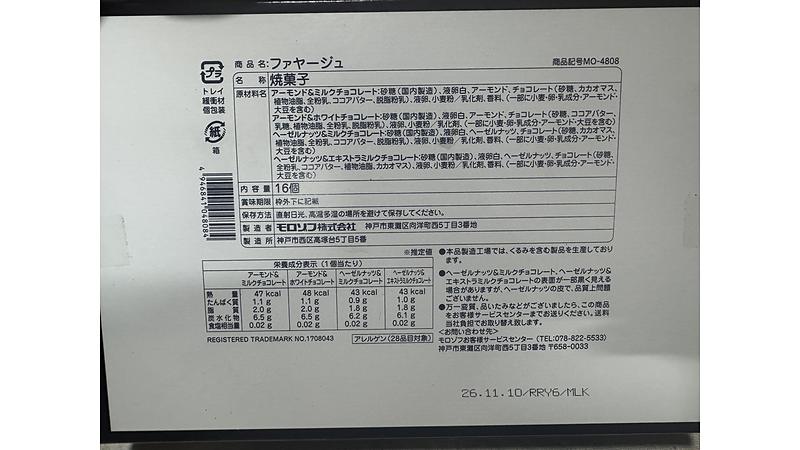 商品名:ファヤージュ 商品記号MO-4808
プラ
トレイ
緩衝材
個包装
紙
箱
名称 焼菓子
原材料名 アーモンド&ミルクチョコレート:砂糖(国内製造)、液卵白、アーモンド、チョコレート(砂糖、カカオマス、
植物油脂、全粉乳、ココアバター、脱脂粉乳)、液卵、小麦粉/乳化剤、香料、(一部に小麦・卵・乳成分・アーモンド・
大豆を含む)
アーモンド&ホワイトチョコレート:砂糖(国内製造)、液卵白、アーモンド、チョコレート(砂糖、ココアバター、
乳糖、植物油脂、全粉乳、脱脂粉乳)、液卵、小麦粉/乳化剤、香料、(一部に小麦・卵・乳成分・アーモンド・大豆を含む)
ヘーゼルナッツ&ミルクチョコレート:砂糖(国内製造)、液卵白、ヘーゼルナッツ、チョコレート(砂糖、カカオマス、
植物油脂、全粉乳、ココアバター、脱脂粉乳)、液卵、小麦粉/乳化剤、香料、(一部に小麦・卵・乳成分・アーモンド・
大豆を含む)
ヘーゼルナッツ&エキストラミルクチョコレート:砂糖(国内製造)、液卵白、ヘーゼルナッツ、チョコレート(砂糖、
全粉乳、ココアバター、植物油脂、カカオマス)、液卵、小麦粉/乳化剤、香料、(一部に小麦・卵・乳成分・アーモンド・
大豆を含む)
内容量 16個
賞味期限 枠外下に記載
保存方法 直射日光、高温多湿の場所を避けて保存してください。
製造者 モロゾフ株式会社 神戸市東灘区向洋町西5丁目3番地
製造所 神戸市西区高塚台5丁目5番
4946841048084
※推定値
栄養成分表示(1個当たり)
アーモンド&ミルクチョコレート アーモンド&ホワイトチョコレート ヘーゼルナッツ&ミルクチョコレート ヘーゼルナッツ&エキストラミルクチョコレート
熱量 47 kcal 48 kcal 43 kcal 43 kcal
たんぱく質 1.1 g 1.1 g 0.9 g 1.0 g
脂質 2.0 g 2.0 g 1.8 g 1.8 g
炭水化物 6.5 g 6.5 g 6.2 g 6.1 g
食塩相当量 0.02 g 0.02 g 0.02 g 0.02 g
REGISTERED TRADEMARK NO.1708043 アレルゲン(28品目対象)
●本品製造工場では、くるみを含む製品を生産しております。
●ヘーゼルナッツ&ミルクチョコレート、ヘーゼルナッツ&
エキストラミルクチョコレートの表面が一部黒く見える
場合がありますが、ヘーゼルナッツの皮で、品質上問題
ございません。
●万一変質、品いたみなどがございましたら、この商品
をお客様サービスセンターまでお送りください。送料
当社負担でお取り替え致します。
<お問い合わせ先>
モロゾフお客様サービスセンター (TEL:078-822-5533)
神戸市東灘区向洋町西5丁目3番地 〒658-0033
26.11.10/RRY6/MLK